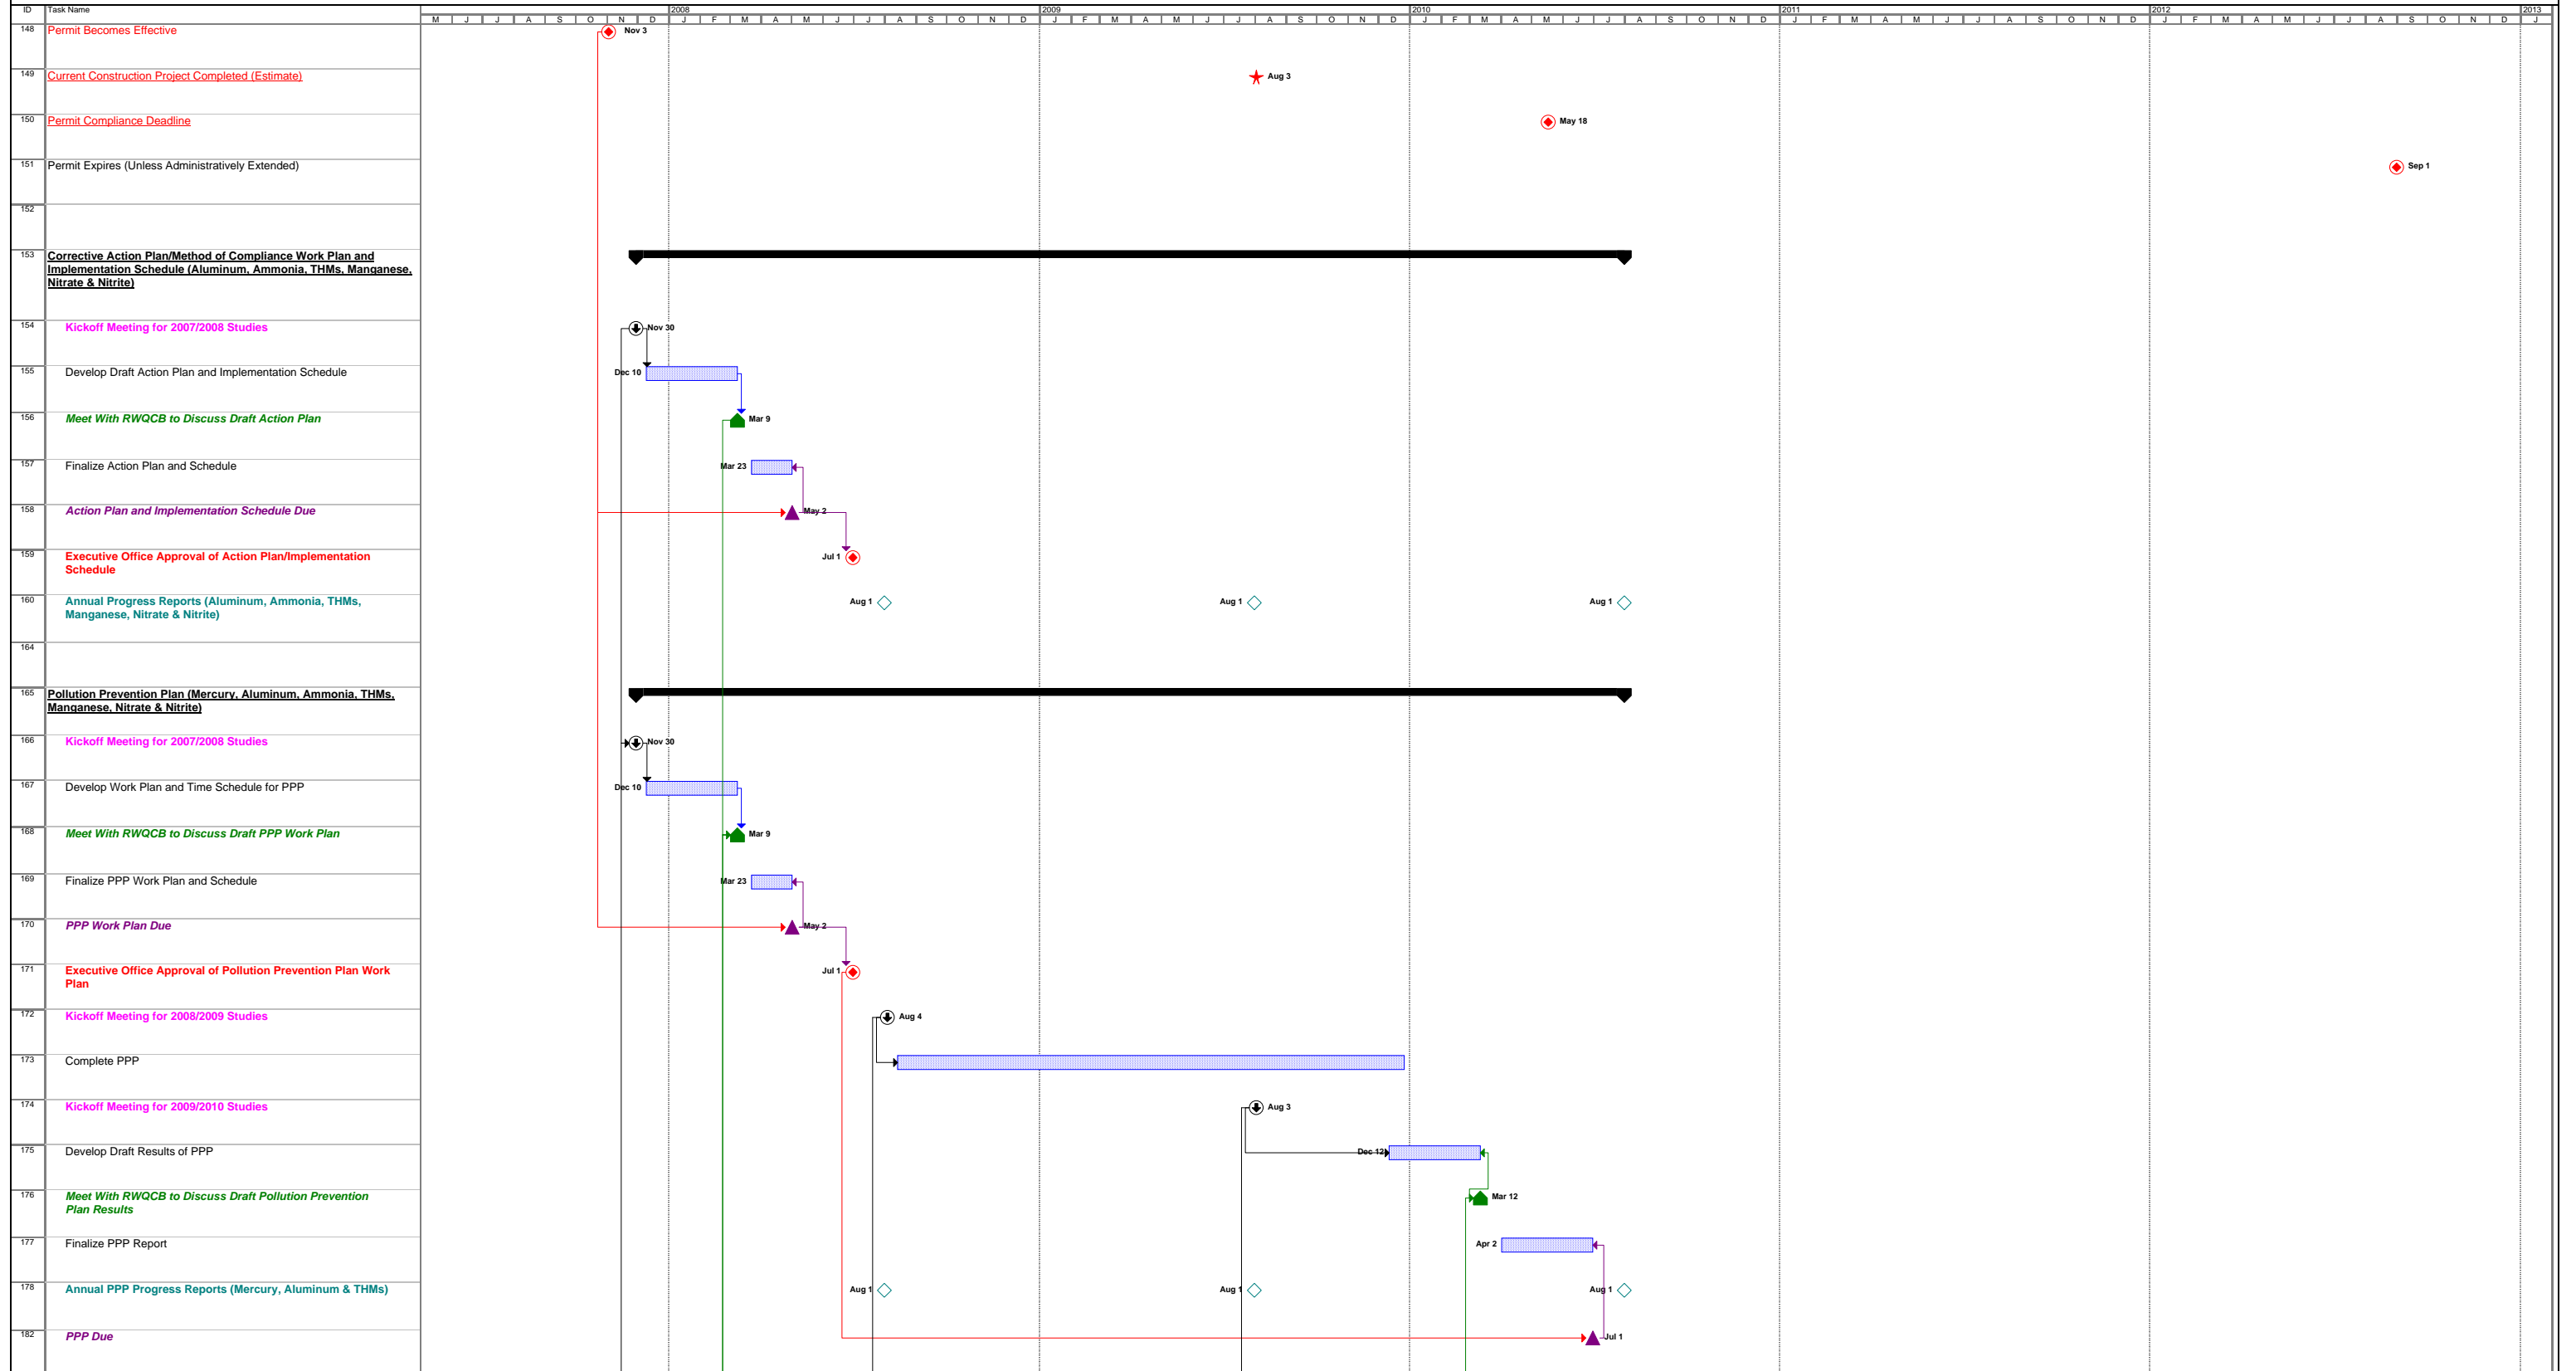 ID Task Name 2008 2009 2010 2011 2012 2013
M J J A S O N D J F M A M J J A S O N D J F M A M J J A S O N D J F M A M J J A S O N D J F M A M J J A S O N D J F M A M J J A S O N D J
148 Permit Becomes Effective Nov 3
149 Current Construction Project Completed (Estimate) Aug 3
150 Permit Compliance Deadline May 18
151 Permit Expires (Unless Administratively Extended) Sep 1
152
153 Corrective Action Plan/Method of Compliance Work Plan and
Implementation Schedule (Aluminum, Ammonia, THMs, Manganese,
Nitrate & Nitrite)
154 Kickoff Meeting for 2007/2008 Studies Nov 30
155 Develop Draft Action Plan and Implementation Schedule Dec 10
156 Meet With RWQCB to Discuss Draft Action Plan Mar 9
157 Finalize Action Plan and Schedule Mar 23
158 Action Plan and Implementation Schedule Due May 2
159 Executive Office Approval of Action Plan/Implementation Jul 1
Schedule
160 Annual Progress Reports (Aluminum, Ammonia, THMs, Aug 1 Aug 1 Aug 1
Manganese, Nitrate & Nitrite)
164
165 Pollution Prevention Plan (Mercury, Aluminum, Ammonia, THMs,
Manganese, Nitrate & Nitrite)
166 Kickoff Meeting for 2007/2008 Studies Nov 30
167 Develop Work Plan and Time Schedule for PPP Dec 10
168 Meet With RWQCB to Discuss Draft PPP Work Plan Mar 9
169 Finalize PPP Work Plan and Schedule Mar 23
170 PPP Work Plan Due May 2
171 Executive Office Approval of Pollution Prevention Plan Work Jul 1
Plan
172 Kickoff Meeting for 2008/2009 Studies Aug 4
173 Complete PPP
174 Kickoff Meeting for 2009/2010 Studies Aug 3
175 Develop Draft Results of PPP Dec 12
176 Meet With RWQCB to Discuss Draft Pollution Prevention Mar 12
Plan Results
177 Finalize PPP Report Apr 2
178 Annual PPP Progress Reports (Mercury, Aluminum & THMs) Aug 1 Aug 1 Aug 1
182 PPP Due Jul 1